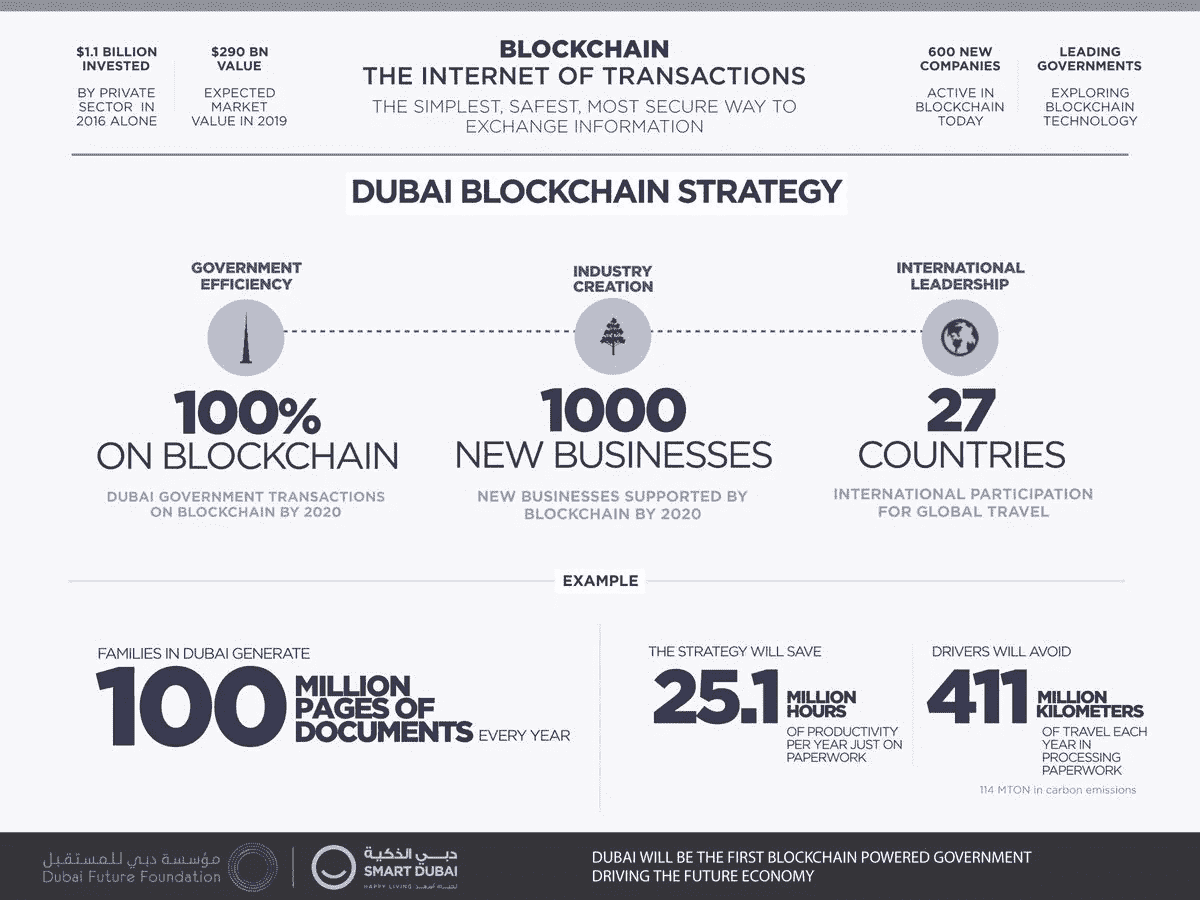 $1.1 BILLION
INVESTED
BY PRIVATE
SECTOR IN
2016 ALONE
$290 BN
VALUE
EXPECTED
MARKET
VALUE IN 2019
BLOCKCHAIN
THE INTERNET OF TRANSACTIONS
THE SIMPLEST, SAFEST, MOST SECURE WAY TO
EXCHANGE INFORMATION
600 NEW
COMPANIES
ACTIVE IN
BLOCKCHAIN
TODAY
LEADING
GOVERNMENTS
EXPLORING
BLOCKCHAIN
TECHNOLOGY
DUBAI BLOCKCHAIN STRATEGY
GOVERNMENT
EFFICIENCY
100%
ON BLOCKCHAIN
DUBAI GOVERNMENT TRANSACTIONS
ON BLOCKCHAIN BY 2020
INDUSTRY
CREATION
1000
NEW BUSINESSES
NEW BUSINESSES SUPPORTED BY
BLOCKCHAIN BY 2020
INTERNATIONAL
LEADERSHIP
27
COUNTRIES
INTERNATIONAL PARTICIPATION
FOR GLOBAL TRAVEL
EXAMPLE
FAMILIES IN DUBAI GENERATE
100 MILLION
PAGES OF
DOCUMENTS EVERY YEAR
THE STRATEGY WILL SAVE
25.1 MILLION
HOURS
OF PRODUCTIVITY
PER YEAR JUST ON
PAPERWORK
DRIVERS WILL AVOID
411 MILLION
KILOMETERS
OF TRAVEL EACH
YEAR IN
PROCESSING
PAPERWORK
114 MTON in carbon emissions
مؤسسة دبي للمستقبل
Dubai Future Foundation
دبي الذكية
SMART DUBAI
HAPPY LIVING
DUBAI WILL BE THE FIRST BLOCKCHAIN POWERED GOVERNMENT
DRIVING THE FUTURE ECONOMY